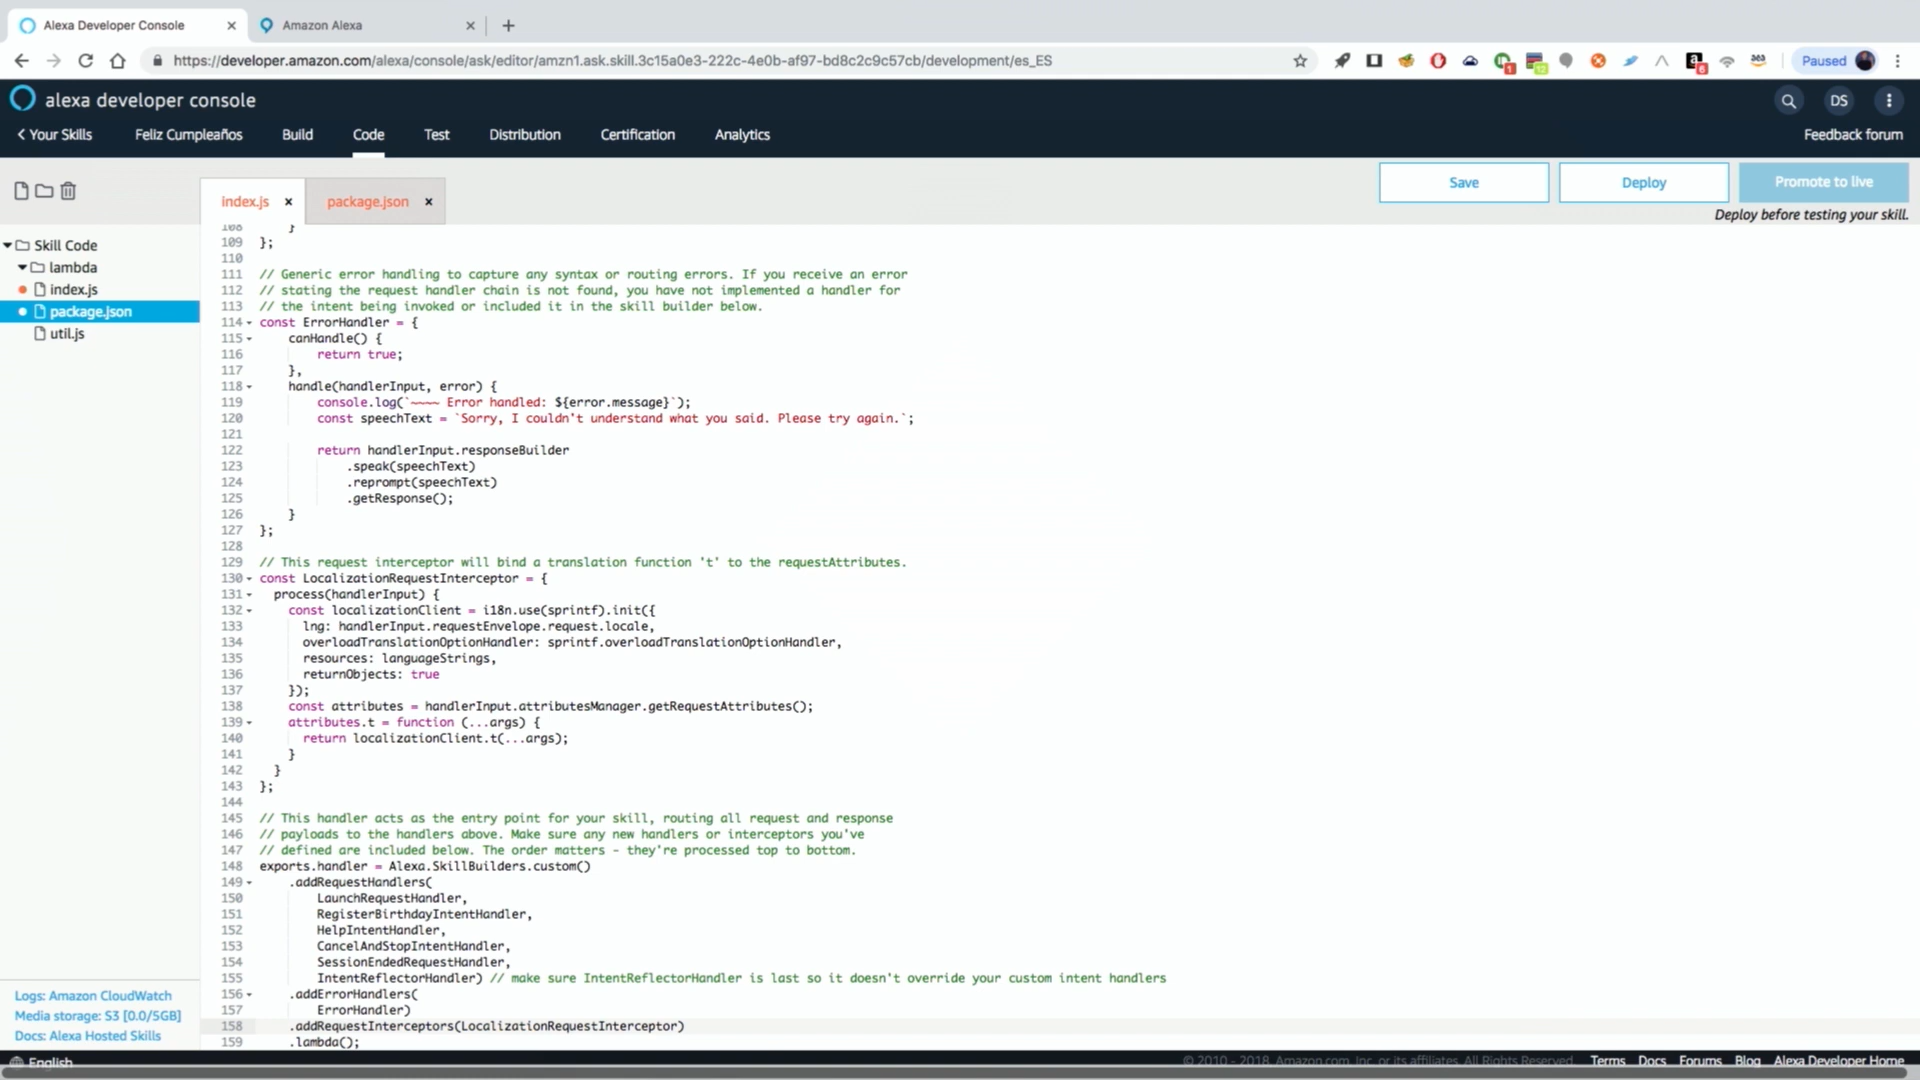 Alexa Developer Console
Amazon Alexa
https://developer.amazon.com/alexa/console/ask/editor/amzn1.ask.skill.3c15a0e3-222c-4e0b-af97-bd8c2c9c57cb/development/es_ES
Paused
alexa developer console
DS
Your Skills
Feliz Cumpleaños
Build
Code
Test
Distribution
Certification
Analytics
Feedback forum
index.js
package.json
Save
Deploy
Promote to live
Deploy before testing your skill.
Skill Code
lambda
index.js
package.json
util.js
108 }
109 };
110
111 // Generic error handling to capture any syntax or routing errors. If you receive an error
112 // stating the request handler chain is not found, you have not implemented a handler for
113 // the intent being invoked or included it in the skill builder below.
114 const ErrorHandler = {
115 canHandle() {
116 return true;
117 },
118 handle(handlerInput, error) {
119 console.log(`~~~~ Error handled: ${error.message}`);
120 const speechText = `Sorry, I couldn't understand what you said. Please try again.`;
121
122 return handlerInput.responseBuilder
123 .speak(speechText)
124 .reprompt(speechText)
125 .getResponse();
126 }
127 };
128
129 // This request interceptor will bind a translation function 't' to the requestAttributes.
130 const LocalizationRequestInterceptor = {
131 process(handlerInput) {
132 const localizationClient = i18n.use(sprintf).init({
133 lng: handlerInput.requestEnvelope.request.locale,
134 overloadTranslationOptionHandler: sprintf.overloadTranslationOptionHandler,
135 resources: languageStrings,
136 returnObjects: true
137 });
138 const attributes = handlerInput.attributesManager.getRequestAttributes();
139 attributes.t = function (...args) {
140 return localizationClient.t(...args);
141 }
142 }
143 };
144
145 // This handler acts as the entry point for your skill, routing all request and response
146 // payloads to the handlers above. Make sure any new handlers or interceptors you've
147 // defined are included below. The order matters - they're processed top to bottom.
148 exports.handler = Alexa.SkillBuilders.custom()
149 .addRequestHandlers(
150 LaunchRequestHandler,
151 RegisterBirthdayIntentHandler,
152 HelpIntentHandler,
153 CancelAndStopIntentHandler,
154 SessionEndedRequestHandler,
155 IntentReflectorHandler) // make sure IntentReflectorHandler is last so it doesn't override your custom intent handlers
156 .addErrorHandlers(
157 ErrorHandler)
158 .addRequestInterceptors(LocalizationRequestInterceptor)
159 .lambda();
Logs: Amazon CloudWatch
Media storage: S3 [0.0/5GB]
Docs: Alexa Hosted Skills
English
© 2010 - 2018, Amazon.com, Inc. or its affiliates. All Rights Reserved.
Terms
Docs
Forums
Blog
Alexa Developer Home